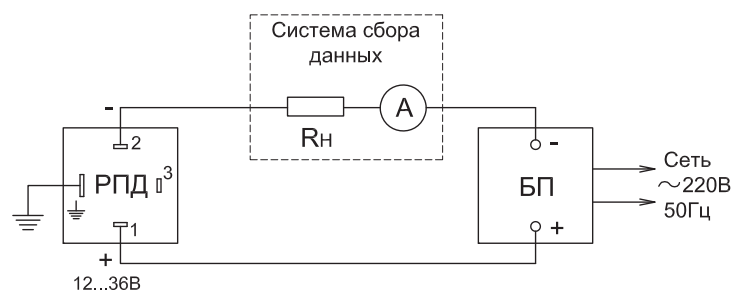 Система сбора
данных
-
A
Rн
2
-
РПД
3
БП
Сеть
~220В
50Гц
1
+
+
12...36В